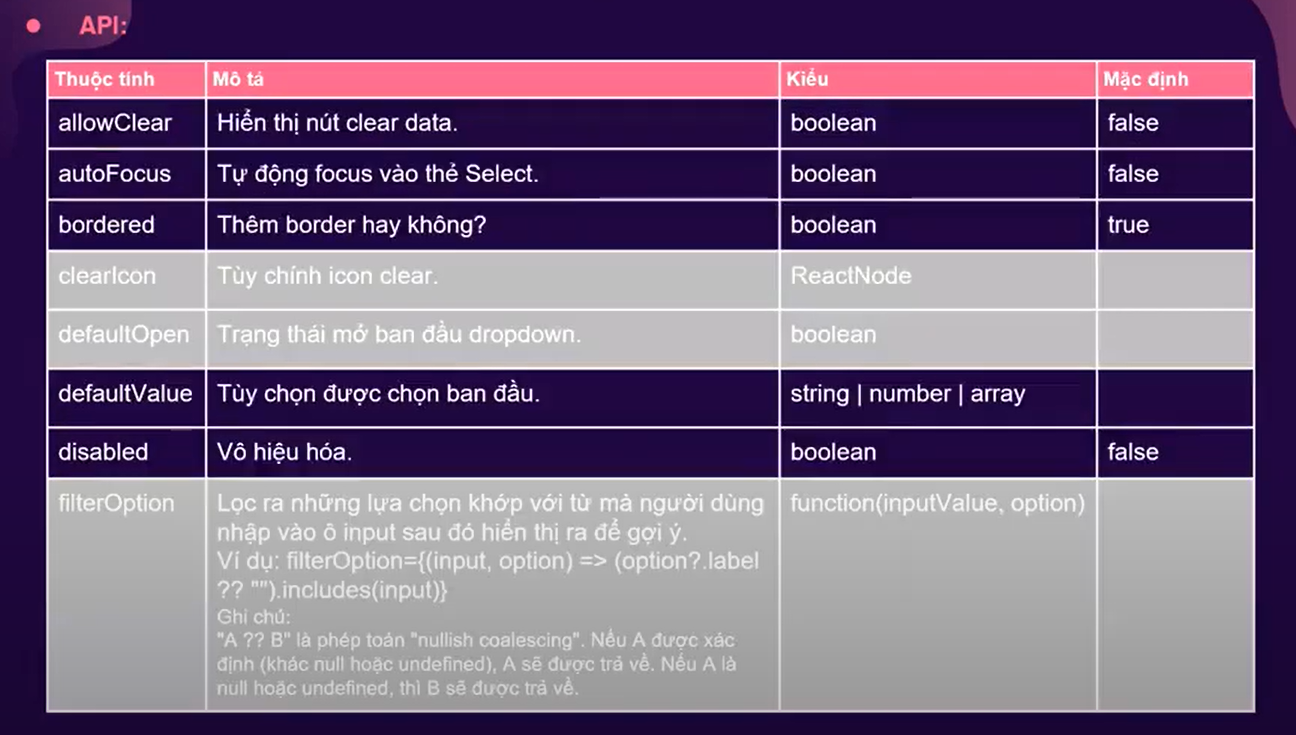 API:
Thuộc tính Mô tả Kiểu Mặc định
allowClear Hiển thị nút clear data. boolean false
autoFocus Tự động focus vào thẻ Select. boolean false
bordered Thêm border hay không? boolean true
clearIcon Tùy chính icon clear. ReactNode
defaultOpen Trạng thái mở ban đầu dropdown. boolean
defaultValue Tùy chọn được chọn ban đầu. string | number | array
disabled Vô hiệu hóa. boolean false
filterOption Lọc ra những lựa chọn khớp với từ mà người dùng function(inputValue, option)
nhập vào ô input sau đó hiển thị ra để gợi ý.
Ví dụ: filterOption={(input, option) => (option?.label
?? "").includes(input)}
Ghi chú:
"A ?? B" là phép toán "nullish coalescing". Nếu A được xác
định (khác null hoặc undefined), A sẽ được trả về. Nếu A là
null hoặc undefined, thì B sẽ được trả về.